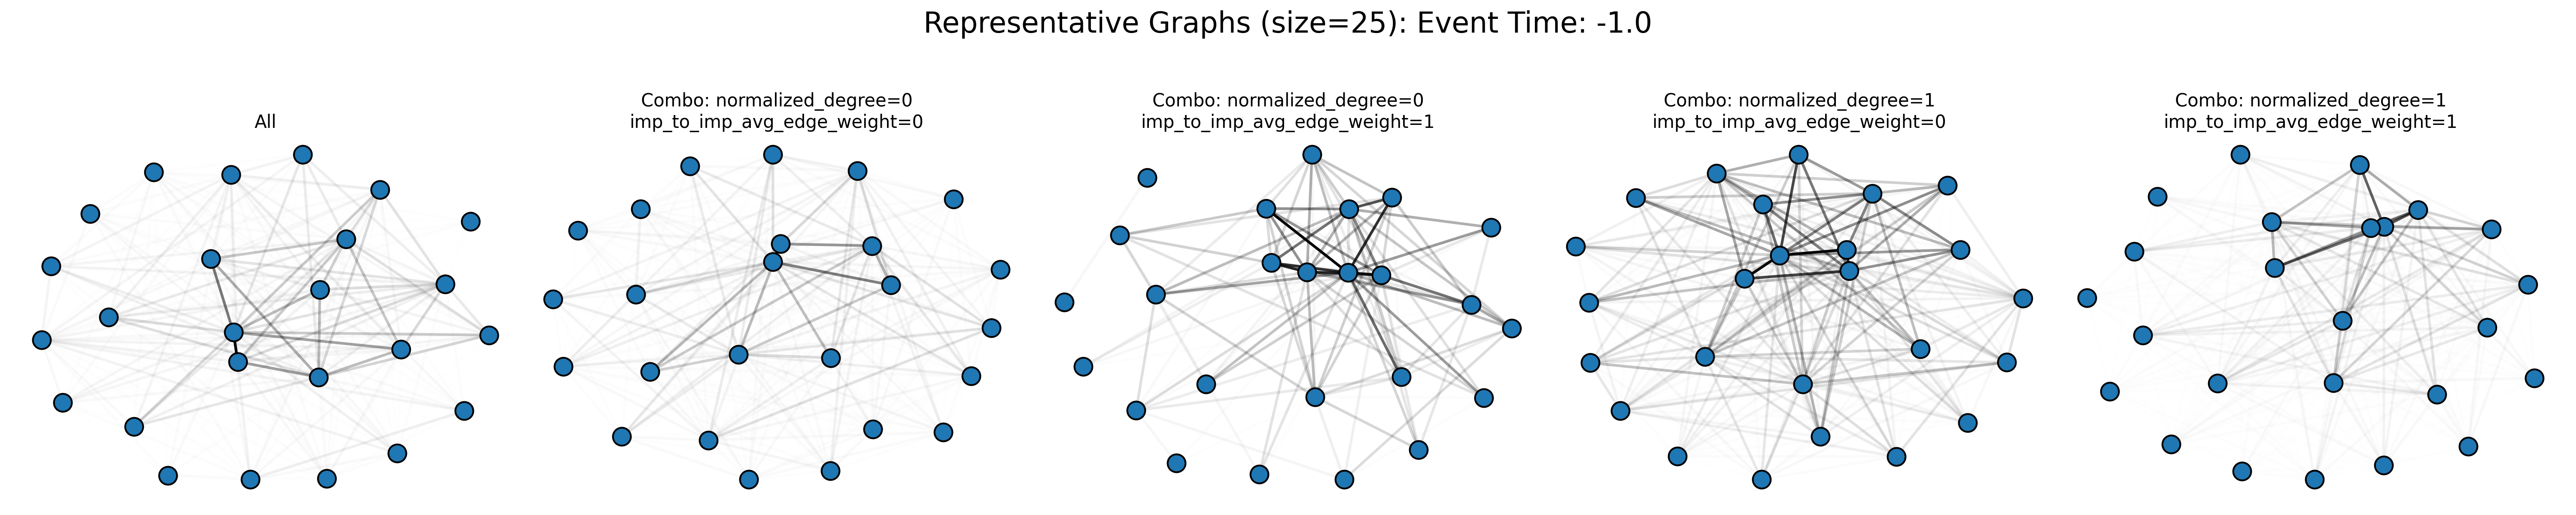 Representative Graphs (size=25): Event Time: -1.0
All
Combo: normalized_degree=0
imp_to_imp_avg_edge_weight=0
Combo: normalized_degree=0
imp_to_imp_avg_edge_weight=1
Combo: normalized_degree=1
imp_to_imp_avg_edge_weight=0
Combo: normalized_degree=1
imp_to_imp_avg_edge_weight=1